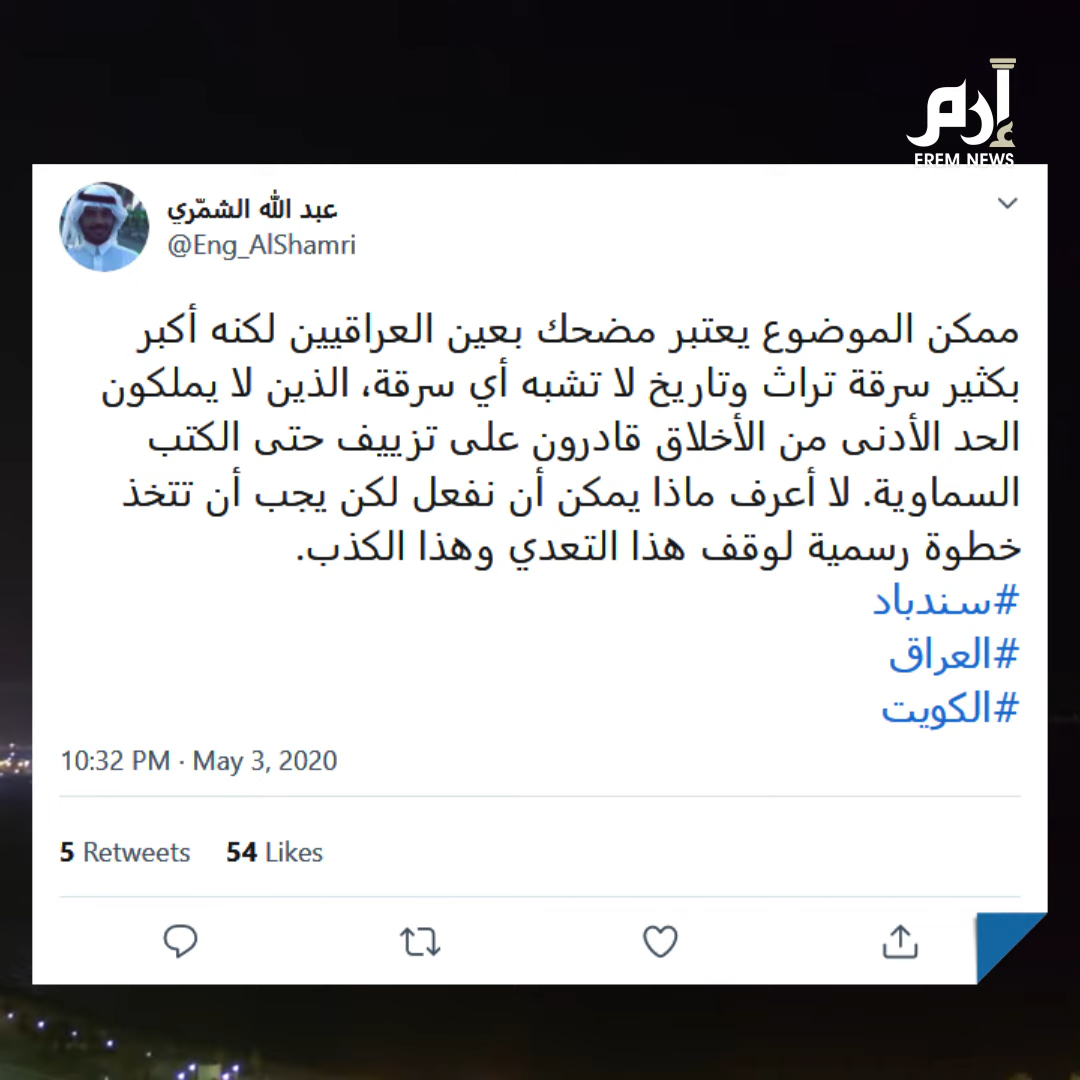 إرم
EREM NEWS
عبد الله الشمّري
@Eng_AlShamri
ممكن الموضوع يعتبر مضحك بعين العراقيين لكنه أكبر
بكثير سرقة تراث وتاريخ لا تشبه أي سرقة، الذين لا يملكون
الحد الأدنى من الأخلاق قادرون على تزييف حتى الكتب
السماوية. لا أعرف ماذا يمكن أن نفعل لكن يجب أن تتخذ
خطوة رسمية لوقف هذا التعدي وهذا الكذب.
#سندباد
#العراق
#الكويت
10:32 PM · May 3, 2020
5 Retweets 54 Likes